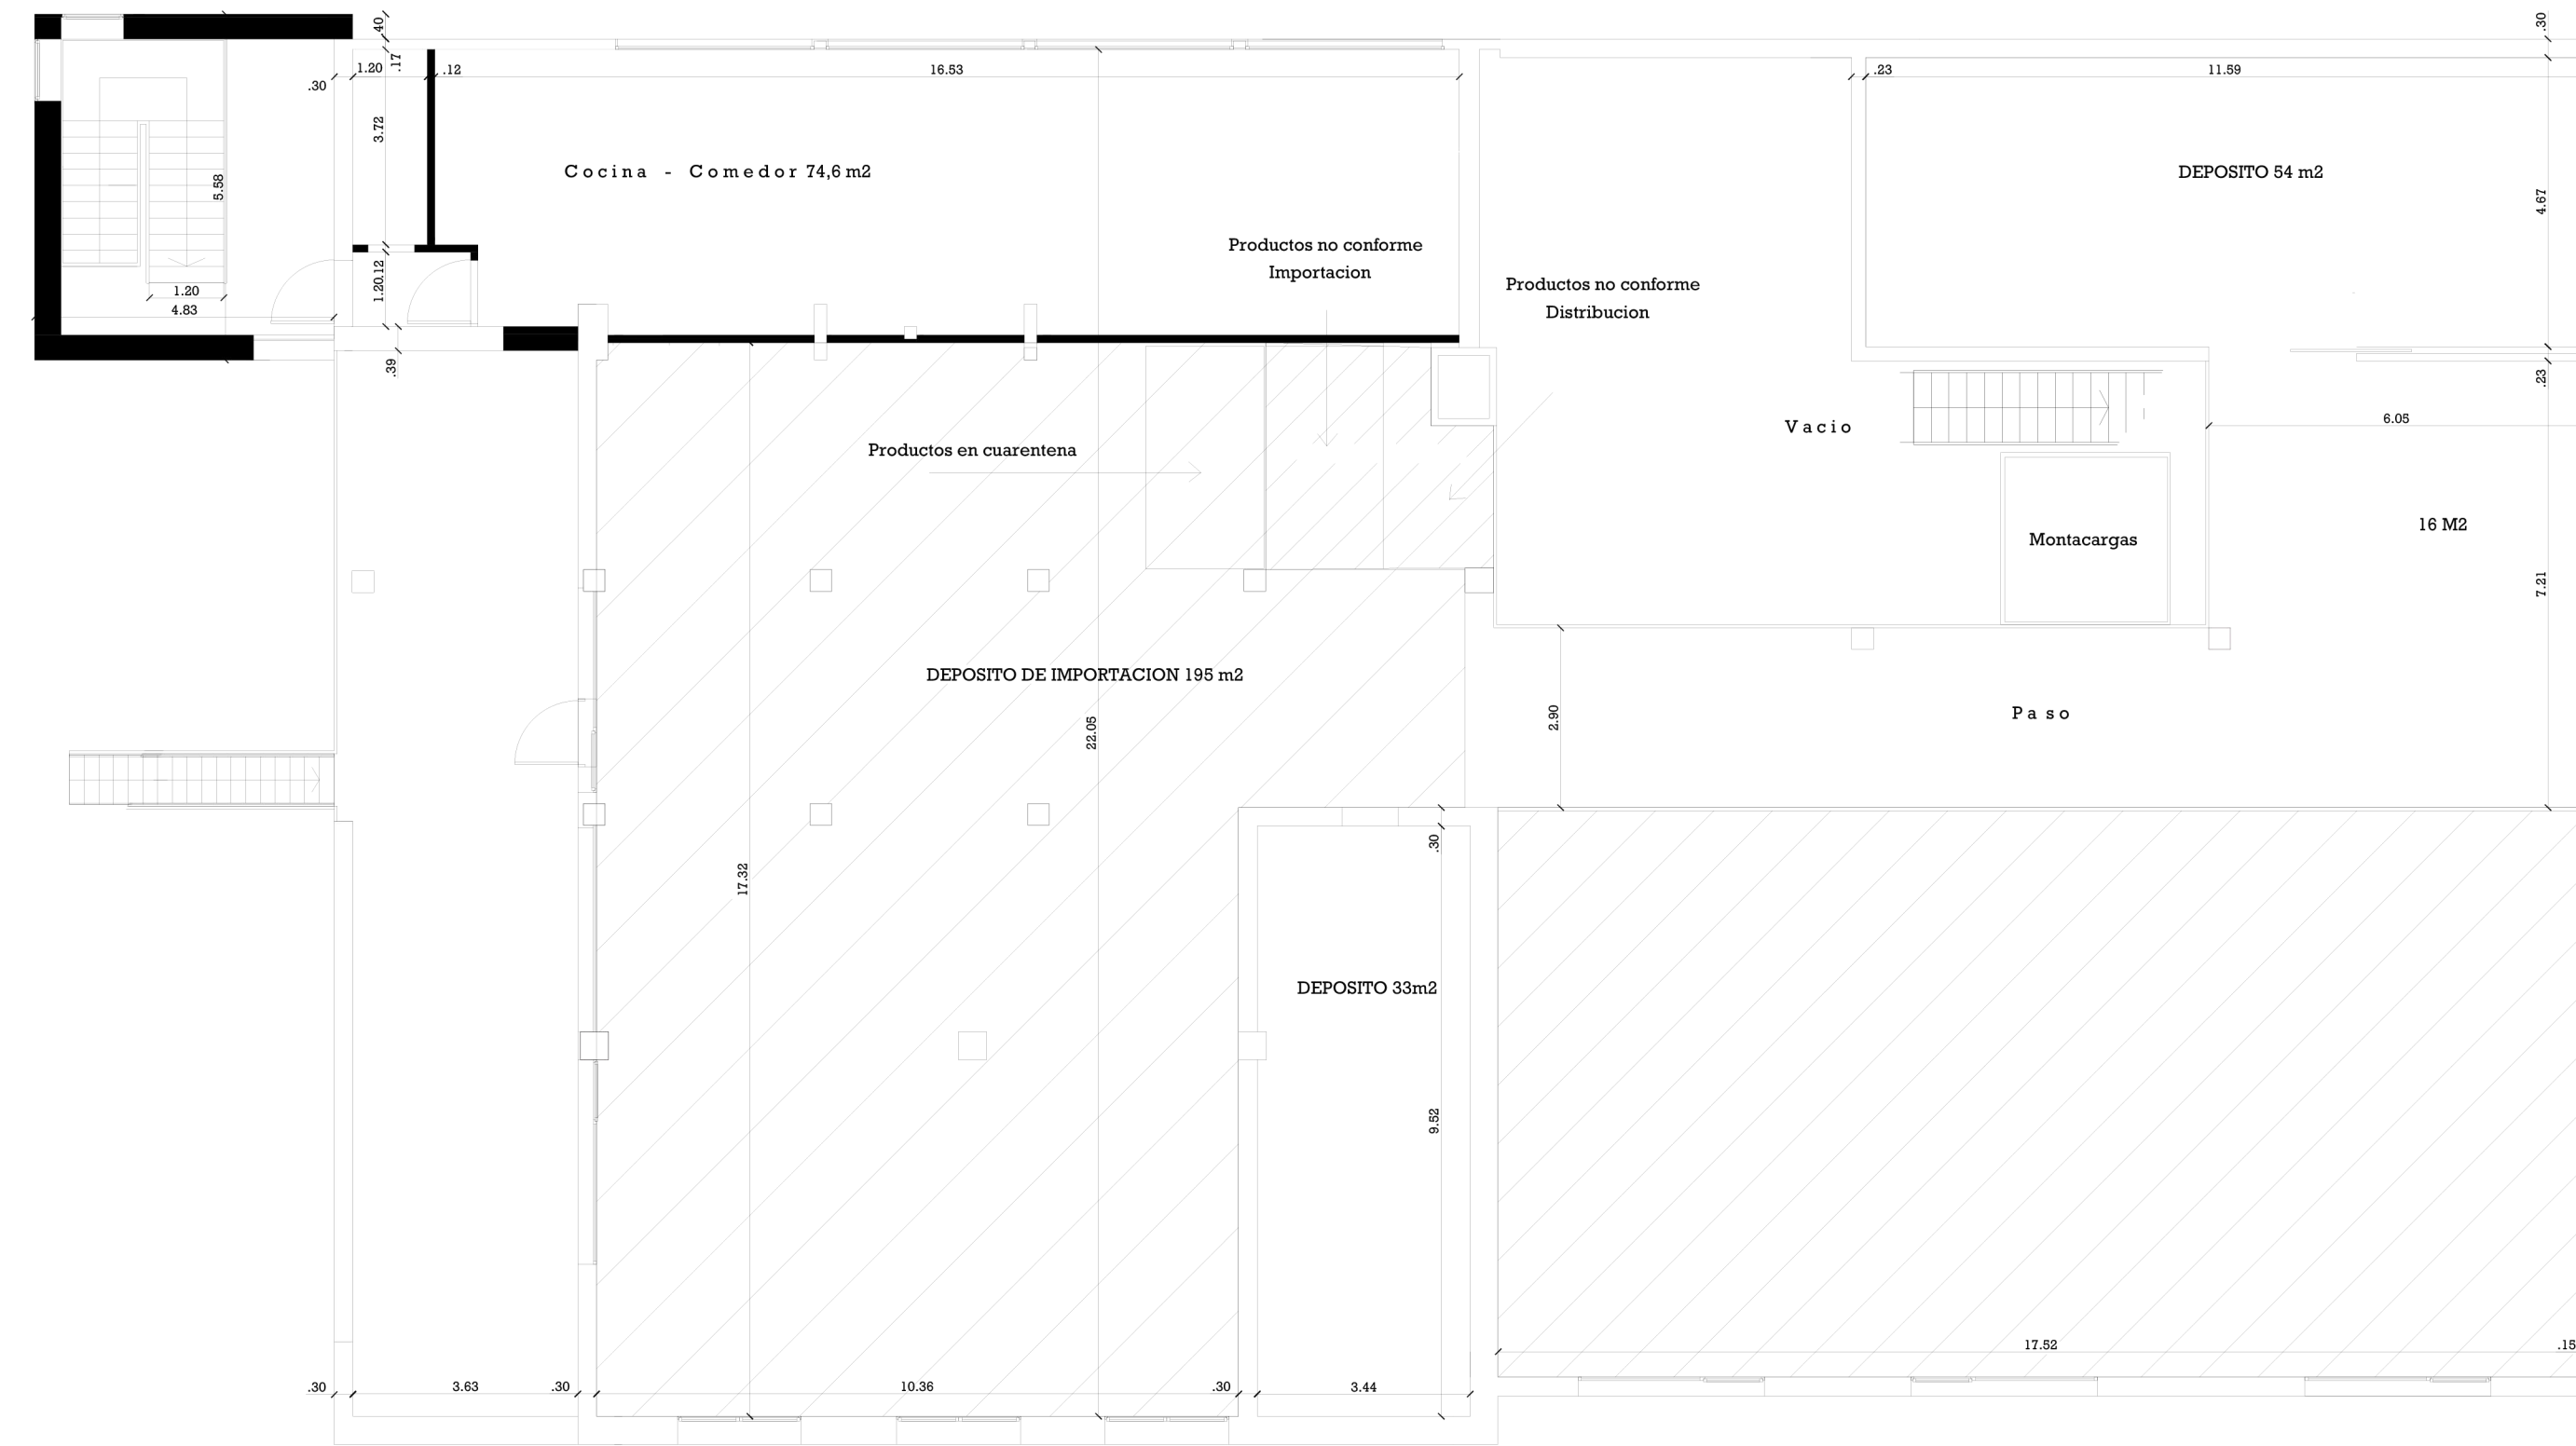 .40
.30
1.20
.17
.12
16.53
.23
11.59
.30
3.72
Cocina - Comedor 74,6 m2
DEPOSITO 54 m2
5.58
4.67
Productos no conforme
Importacion
1.20
.12
Productos no conforme
Distribucion
1.20
4.83
.39
.23
6.05
Vacio
Productos en cuarentena
16 M2
Montacargas
7.21
DEPOSITO DE IMPORTACION 195 m2
2.90
Paso
22.05
.30
17.32
DEPOSITO 33m2
9.52
17.52
.15
.30
3.63
.30
10.36
.30
3.44